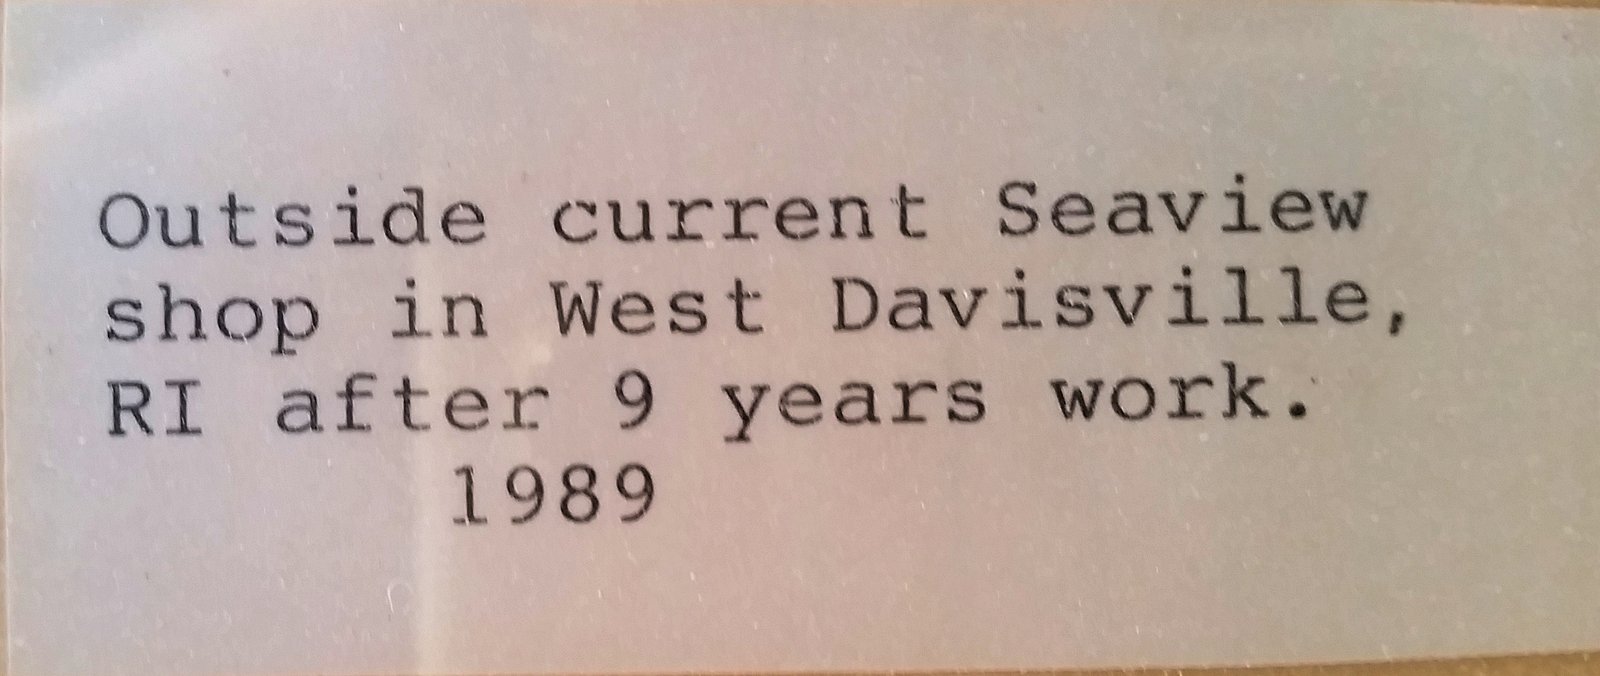 Outside current Seaview
shop in West Davisville,
RI after 9 years work.
1989